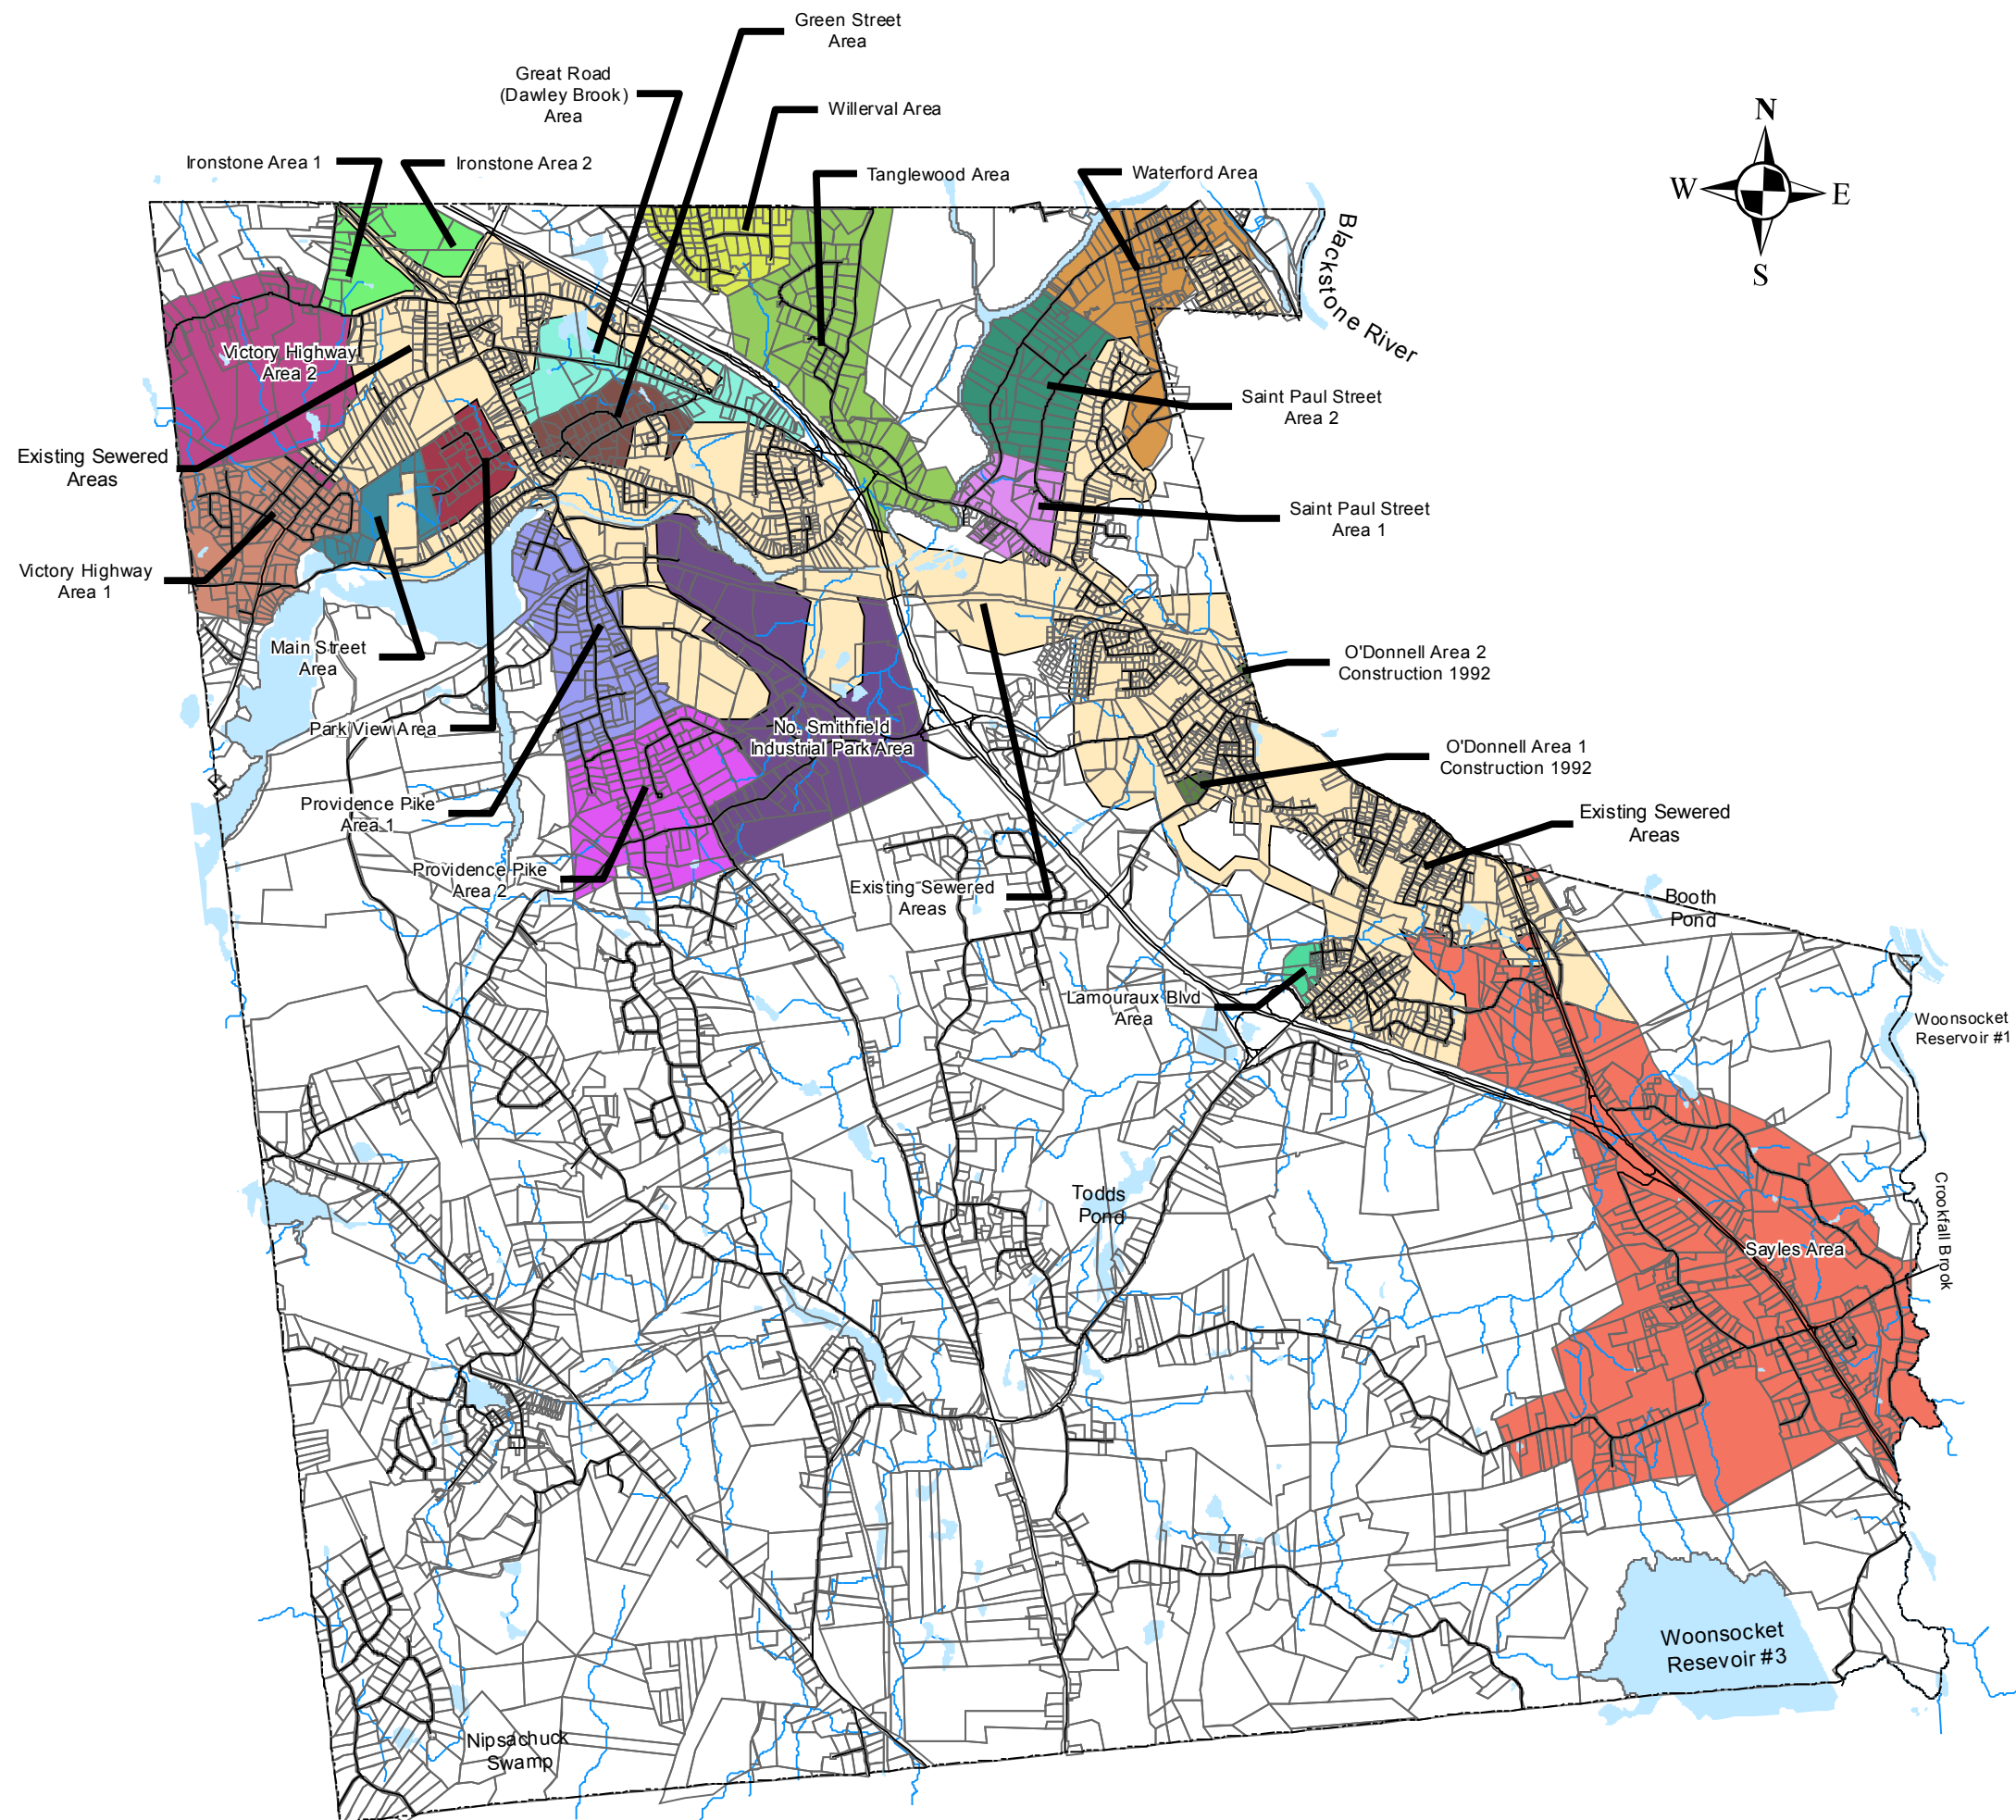 Green Street
Area
Great Road
(Dawley Brook)
Area
Willerval Area
Ironstone Area 1
Ironstone Area 2
Tanglewood Area
Waterford Area
N
W
E
S
Blackstone River
Victory Highway
Area 2
Saint Paul Street
Area 2
Existing Sewered
Areas
Saint Paul Street
Area 1
Victory Highway
Area 1
Main Street
Area
O'Donnell Area 2
Construction 1992
Park View Area
No. Smithfield
Industrial Park Area
O'Donnell Area 1
Construction 1992
Providence Pike
Area 1
Existing Sewered
Areas
Providence Pike
Area 2
Existing Sewered
Areas
Booth
Pond
Lamouraux Blvd
Area
Woonsocket
Reservoir #1
Todds
Pond
Crookfall Brook
Sayles Area
Woonsocket
Resevoir #3
Nipsachuck
Swamp